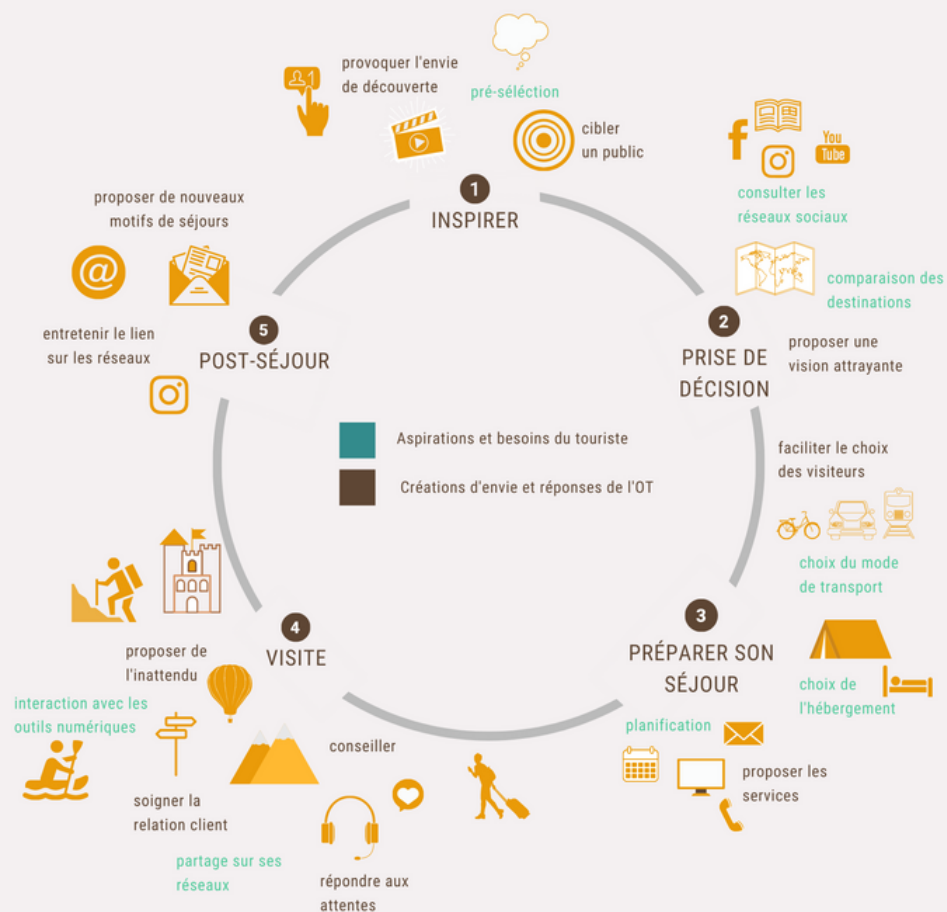 provoquer l'envie
de découverte
pré-séléction
cibler
un public
1
INSPIRER
f
You
Tube
consulter les
réseaux sociaux
comparaison des
destinations
2
PRISE DE
DÉCISION
proposer une
vision attrayante
faciliter le choix
des visiteurs
choix du mode
de transport
3
PRÉPARER SON
SÉJOUR
choix de
l'hébergement
planification
proposer les
services
4
VISITE
proposer de
l'inattendu
interaction avec les
outils numériques
conseiller
soigner la
relation client
partage sur ses
réseaux
répondre aux
attentes
5
POST-SÉJOUR
proposer de nouveaux
motifs de séjours
@
entretenir le lien
sur les réseaux
Aspirations et besoins du touriste
Créations d'envie et réponses de l'OT
1